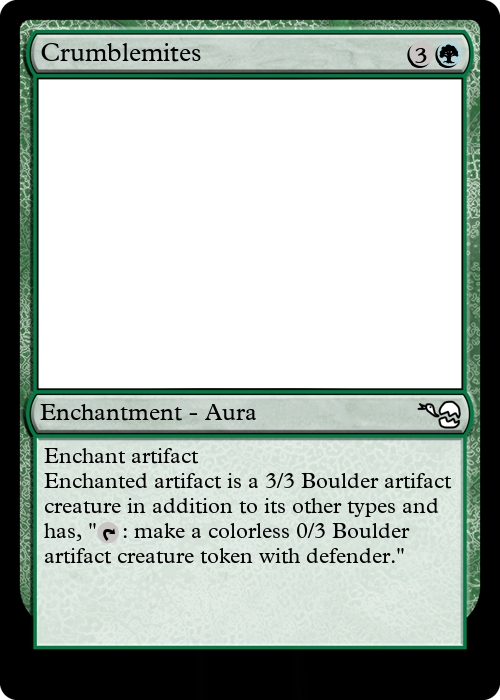 Crumblemites
3
Enchantment - Aura
Enchant artifact
Enchanted artifact is a 3/3 Boulder artifact
creature in addition to its other types and
has, " : make a colorless 0/3 Boulder
artifact creature token with defender."